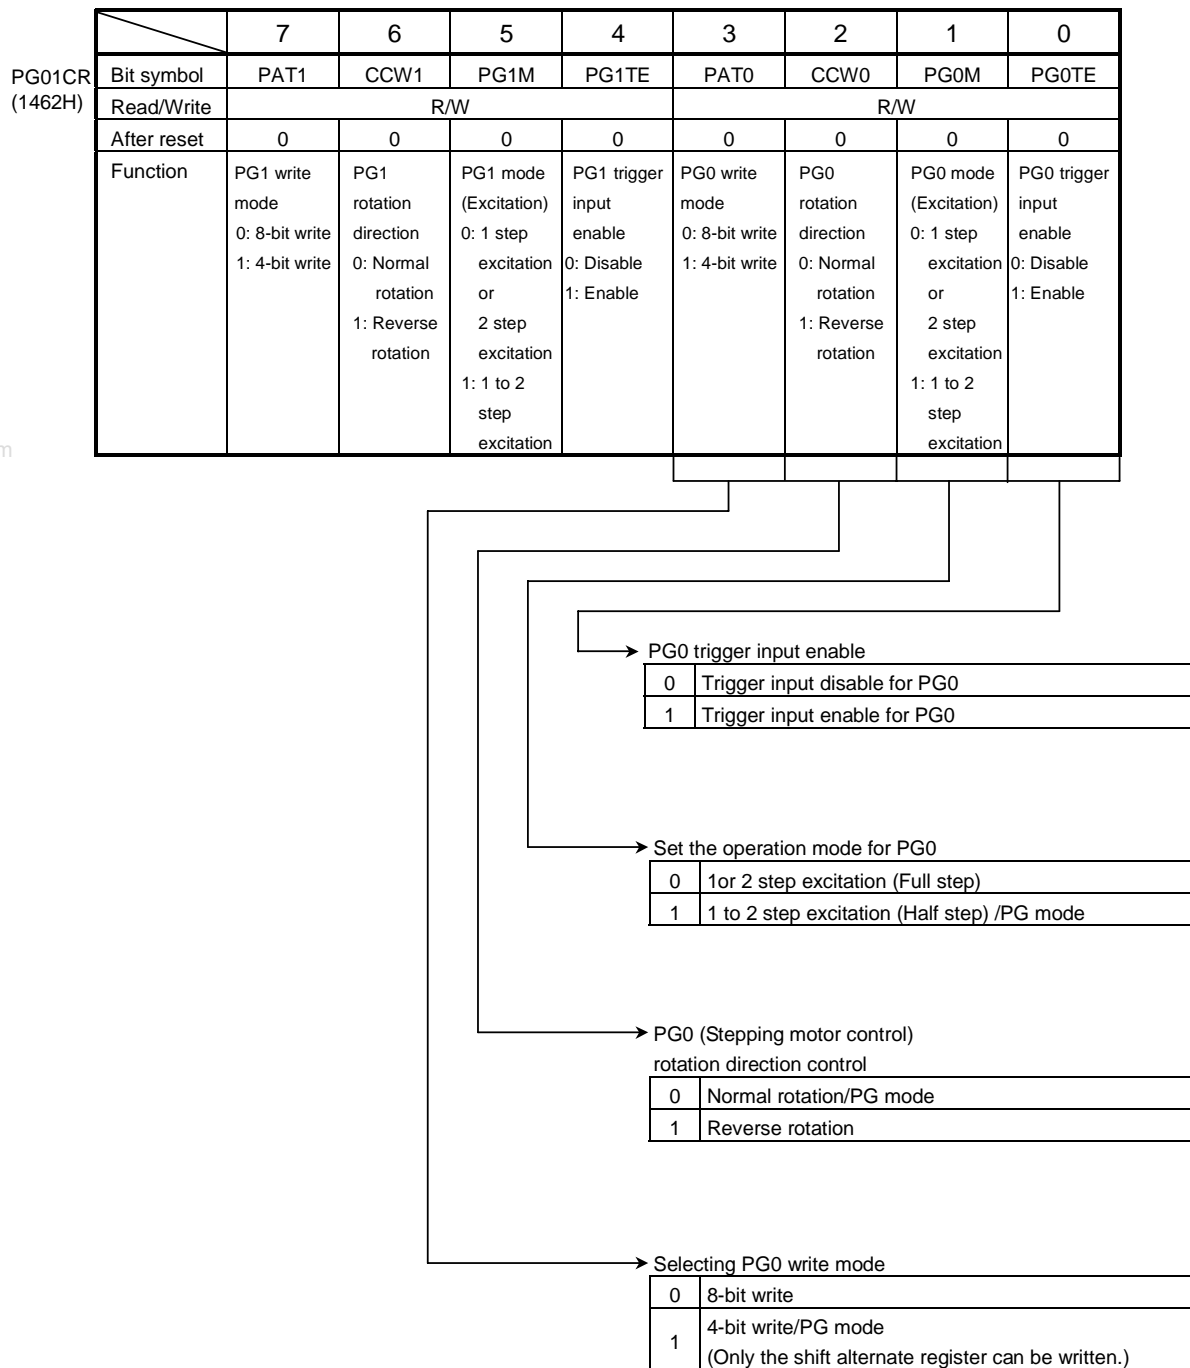 7 6 5 4 3 2 1 0
PG01CR
(1462H)
Bit symbol PAT1 CCW1 PG1M PG1TE PAT0 CCW0 PG0M PG0TE
Read/Write R/W R/W
After reset 0 0 0 0 0 0 0 0
Function PG1 write PG1 PG1 mode PG1 trigger PG0 write PG0 PG0 mode PG0 trigger
mode rotation (Excitation) input mode rotation (Excitation) input
0: 8-bit write direction 0: 1 step enable 0: 8-bit write direction 0: 1 step enable
1: 4-bit write 0: Normal excitation 0: Disable 1: 4-bit write 0: Normal excitation 0: Disable
rotation or 1: Enable rotation or 1: Enable
1: Reverse 2 step 1: Reverse 2 step
rotation excitation rotation excitation
1: 1 to 2 1: 1 to 2
step step
m excitation excitation
PG0 trigger input enable
0 Trigger input disable for PG0
1 Trigger input enable for PG0
Set the operation mode for PG0
0 1or 2 step excitation (Full step)
1 1 to 2 step excitation (Half step) /PG mode
PG0 (Stepping motor control)
rotation direction control
0 Normal rotation/PG mode
1 Reverse rotation
Selecting PG0 write mode
0 8-bit write
1 4-bit write/PG mode
(Only the shift alternate register can be written.)